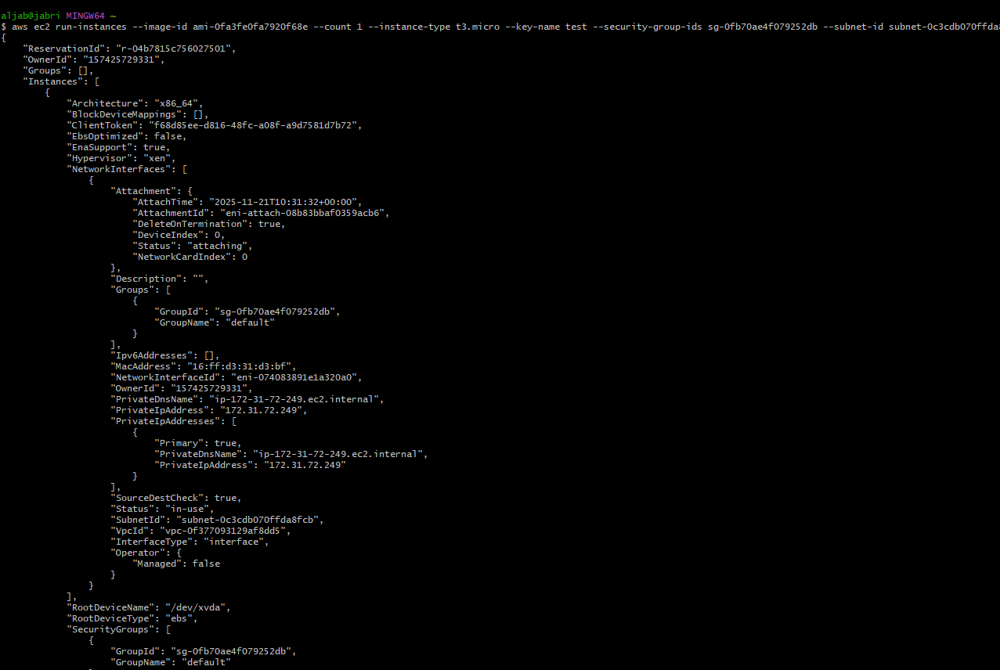 aljab@jabri MINGW64 ~
$ aws ec2 run-instances --image-id ami-0fa3fe0fa7920f68e --count 1 --instance-type t3.micro --key-name test --security-group-ids sg-0fb70ae4f079252db --subnet-id subnet-0c3cdb070ffda8
{
    "ReservationId": "r-04b7815c756027501",
    "OwnerId": "157425729331",
    "Groups": [],
    "Instances": [
        {
            "Architecture": "x86_64",
            "BlockDeviceMappings": [],
            "ClientToken": "f68d85ee-d816-48fc-a08f-a9d7581d7b72",
            "EbsOptimized": false,
            "EnaSupport": true,
            "Hypervisor": "xen",
            "NetworkInterfaces": [
                {
                    "Attachment": {
                        "AttachTime": "2025-11-21T10:31:32+00:00",
                        "AttachmentId": "eni-attach-08b83bbaf0359acb6",
                        "DeleteOnTermination": true,
                        "DeviceIndex": 0,
                        "Status": "attaching",
                        "NetworkCardIndex": 0
                    },
                    "Description": "",
                    "Groups": [
                        {
                            "GroupId": "sg-0fb70ae4f079252db",
                            "GroupName": "default"
                        }
                    ],
                    "Ipv6Addresses": [],
                    "MacAddress": "16:ff:d3:31:d3:bf",
                    "NetworkInterfaceId": "eni-074083891e1a320a0",
                    "OwnerId": "157425729331",
                    "PrivateDnsName": "ip-172-31-72-249.ec2.internal",
                    "PrivateIpAddress": "172.31.72.249",
                    "PrivateIpAddresses": [
                        {
                            "Primary": true,
                            "PrivateDnsName": "ip-172-31-72-249.ec2.internal",
                            "PrivateIpAddress": "172.31.72.249"
                        }
                    ],
                    "SourceDestCheck": true,
                    "Status": "in-use",
                    "SubnetId": "subnet-0c3cdb070ffda8fcb",
                    "VpcId": "vpc-0f377093129af8dd5",
                    "InterfaceType": "interface",
                    "Operator": {
                        "Managed": false
                    }
                }
            ],
            "RootDeviceName": "/dev/xvda",
            "RootDeviceType": "ebs",
            "SecurityGroups": [
                {
                    "GroupId": "sg-0fb70ae4f079252db",
                    "GroupName": "default"